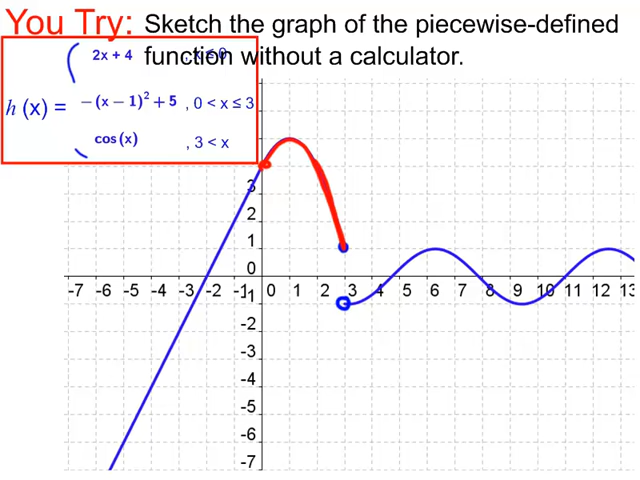 You Try: Sketch the graph of the piecewise-defined
function without a calculator.
2x + 4 , x ≤ 0
h (x) = −(x − 1)² + 5 , 0 < x ≤ 3
cos(x) , 3 < x
3
2
1
0
-7 -6 -5 -4 -3 -2 -1 0 1 2 3 4 5 6 7 8 9 10 11 12 13
-1
-2
-3
-4
-5
-6
-7